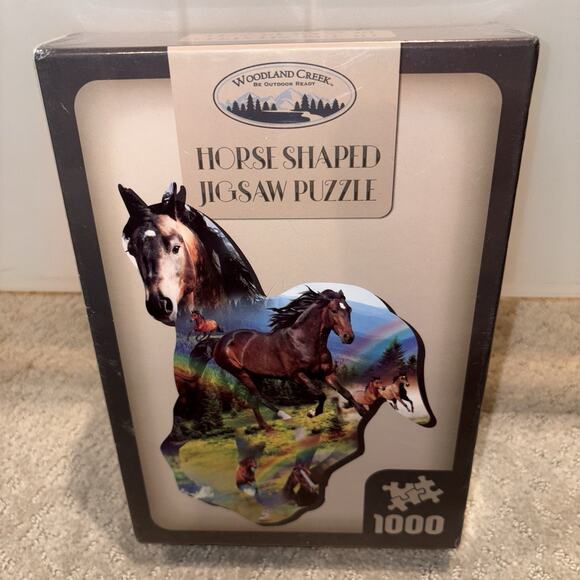 WOODLAND CREEK
BE OUTDOOR READY
HORSE SHAPED
JIGSAW PUZZLE
1000